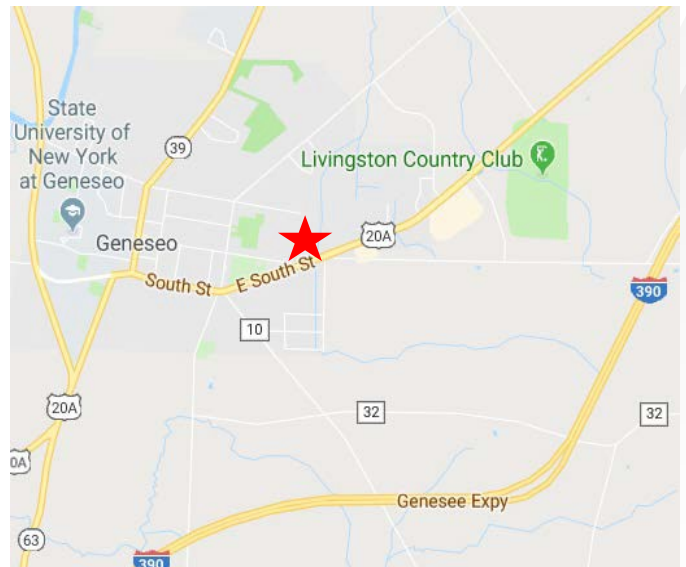 State
University of
New York
at Geneseo
39
Livingston Country Club
Geneseo
20A
South St
E South St
390
10
20A
32
32
0A
Genesee Expy
63
390